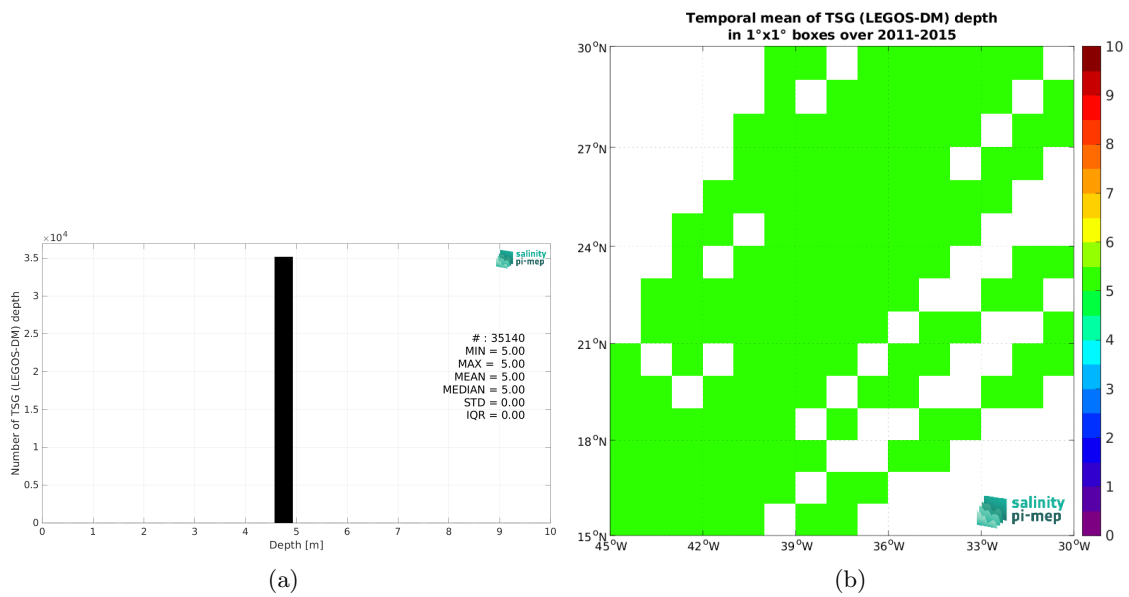 ×10⁴
3.5
3
2.5
2
1.5
1
0.5
0
Number of TSG (LEGOS-DM) depth
salinity
pi-mep
# : 35140
MIN = 5.00
MAX = 5.00
MEAN = 5.00
MEDIAN = 5.00
STD = 0.00
IQR = 0.00
0 1 2 3 4 5 6 7 8 9 10
Depth [m]
(a)
Temporal mean of TSG (LEGOS-DM) depth
in 1°x1° boxes over 2011-2015
30°N
27°N
24°N
21°N
18°N
15°N
45°W 42°W 39°W 36°W 33°W 30°W
salinity
pi-mep
10
9
8
7
6
5
4
3
2
1
0
(b)